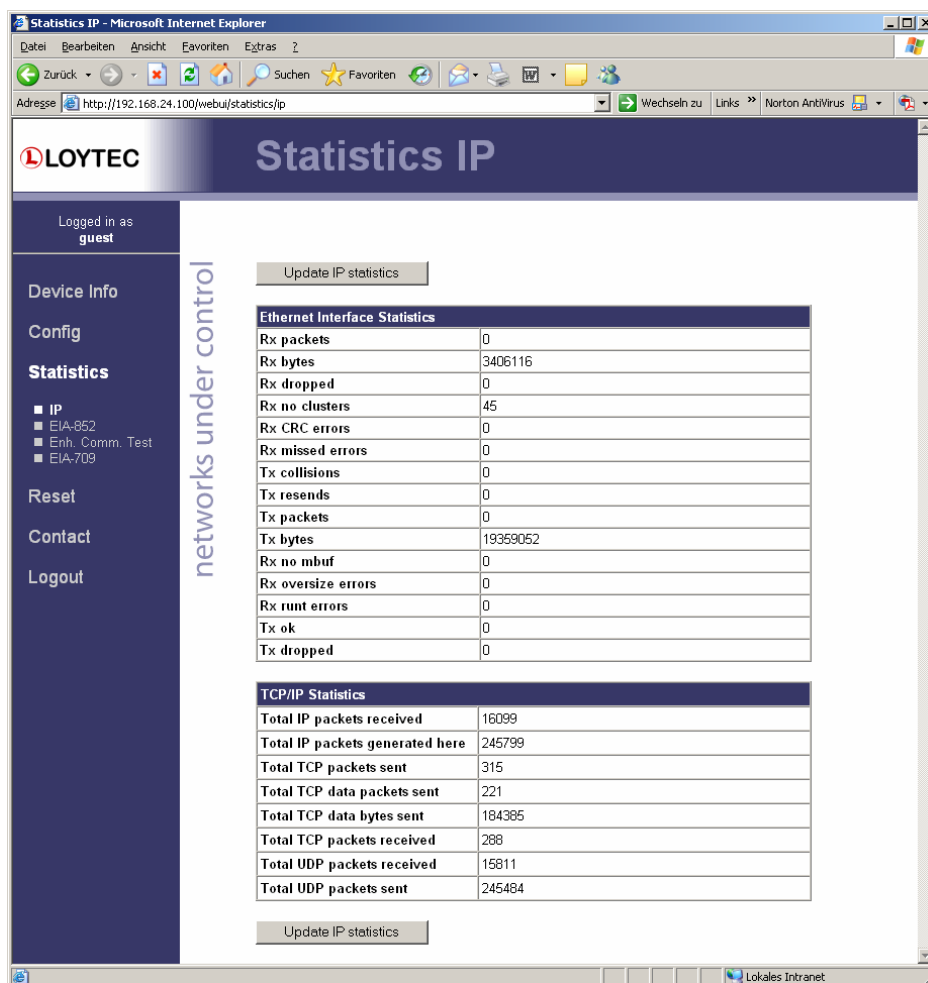 Statistics IP - Microsoft Internet Explorer
Datei Bearbeiten Ansicht Favoriten Extras ?
Zurück Suchen Favoriten
Adresse http://192.168.24.100/webui/statistics/ip Wechseln zu Links » Norton AntiVirus
LOYTEC
Statistics IP
Logged in as
guest
Device Info
Config
Statistics
IP
EIA-852
Enh. Comm. Test
EIA-709
Reset
Contact
Logout
networks under control
Update IP statistics
Ethernet Interface Statistics
Rx packets 0
Rx bytes 3406116
Rx dropped 0
Rx no clusters 45
Rx CRC errors 0
Rx missed errors 0
Tx collisions 0
Tx resends 0
Tx packets 0
Tx bytes 19359052
Rx no mbuf 0
Rx oversize errors 0
Rx runt errors 0
Tx ok 0
Tx dropped 0
TCP/IP Statistics
Total IP packets received 16099
Total IP packets generated here 245799
Total TCP packets sent 315
Total TCP data packets sent 221
Total TCP data bytes sent 184385
Total TCP packets received 288
Total UDP packets received 15811
Total UDP packets sent 245484
Update IP statistics
Lokales Intranet